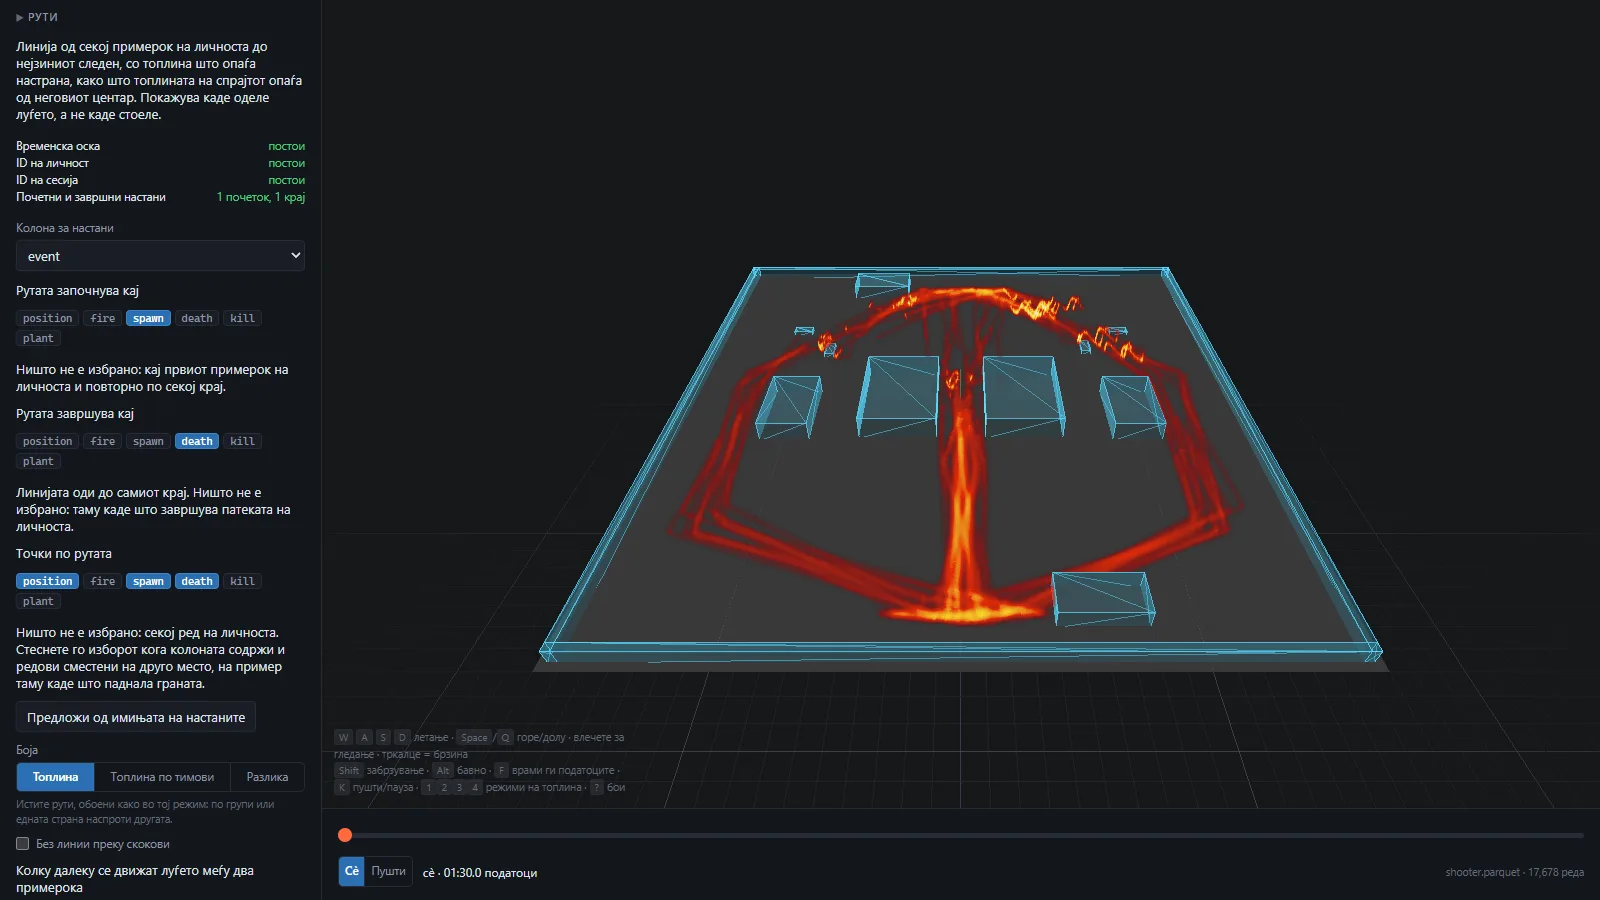 ▶ РУТИ
Линија од секој примерок на личноста до
нејзиниот следен, со топлина што опаѓа
настрана, како што топлината на спрајтот опаѓа
од неговиот центар. Покажува каде оделе
луѓето, а не каде стоеле.
Временска оска постои
ID на личност постои
ID на сесија постои
Почетни и завршни настани 1 почеток, 1 крај
Колона за настани
event
Рутата започнува кај
position fire spawn death kill
plant
Ништо не е избрано: кај првиот примерок на
личноста и повторно по секој крај.
Рутата завршува кај
position fire spawn death kill
plant
Линијата оди до самиот крај. Ништо не е
избрано: таму каде што завршува патеката на
личноста.
Точки по рутата
position fire spawn death kill
plant
Ништо не е избрано: секој ред на личноста.
Стеснете го изборот кога колоната содржи и
редови сместени на друго место, на пример
таму каде што паднала граната.
Предложи од имињата на настаните
Боја
Топлина Топлина по тимови Разлика
Истите рути, обоени како во тој режим: по групи или
едната страна наспроти другата.
Без линии преку скокови
Колку далеку се движат луѓето меѓу два
примерока
W A S D летање · Space / Q горе/долу · влечете за
гледање · тркалце = брзина
Shift забрзување · Alt бавно · F врами ги податоците ·
K пушти/пауза · 1 2 3 4 режими на топлина · ? бои
Сѐ Пушти сѐ · 01:30.0 податоци
shooter.parquet · 17,678 реда